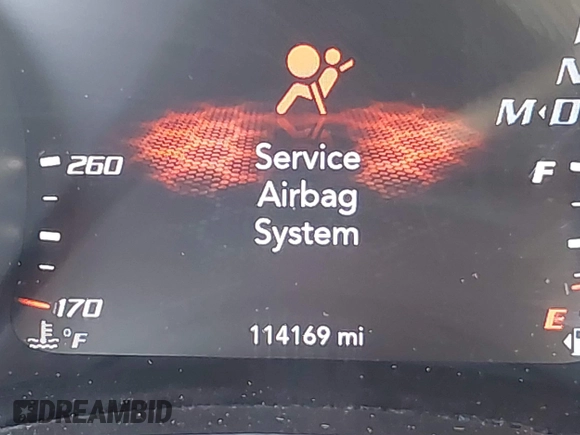 M◂D
260
F
Service
Airbag
System
170
E
°F
114169 mi
DREAMBID